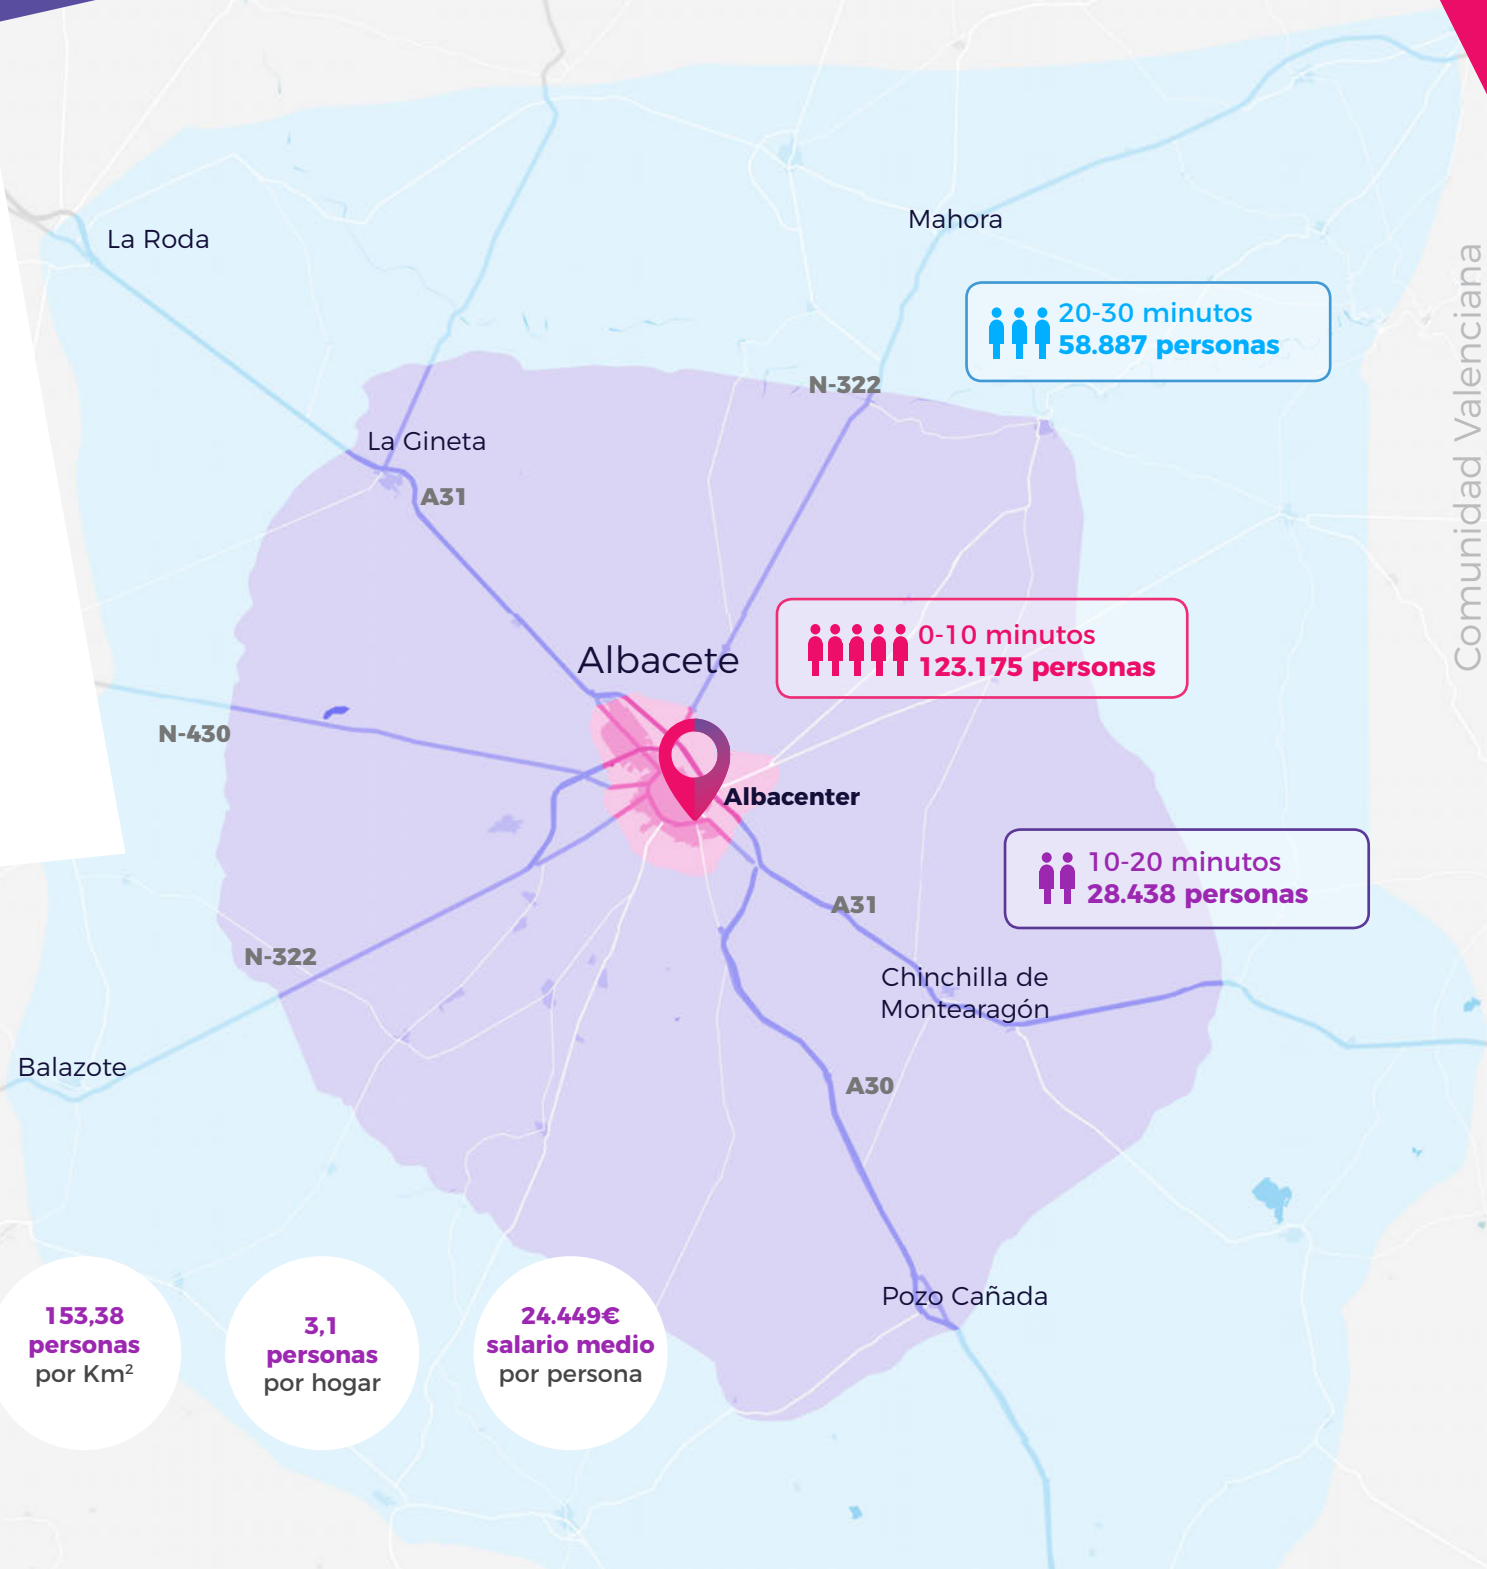 La Roda
Mahora
20-30 minutos
58.887 personas
N-322
La Gineta
A31
Comunidad Valenciana
0-10 minutos
123.175 personas
Albacete
N-430
Albacenter
10-20 minutos
28.438 personas
A31
N-322
Chinchilla de
Montearagón
Balazote
A30
Pozo Cañada
153,38
personas
por Km²
3,1
personas
por hogar
24.449€
salario medio
por persona